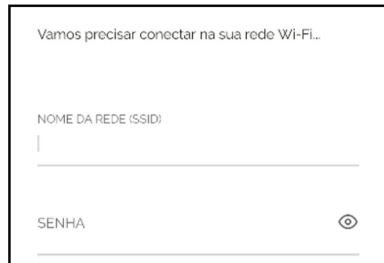 Vamos precisar conectar na sua rede Wi-Fi...
NOME DA REDE (SSID)
SENHA